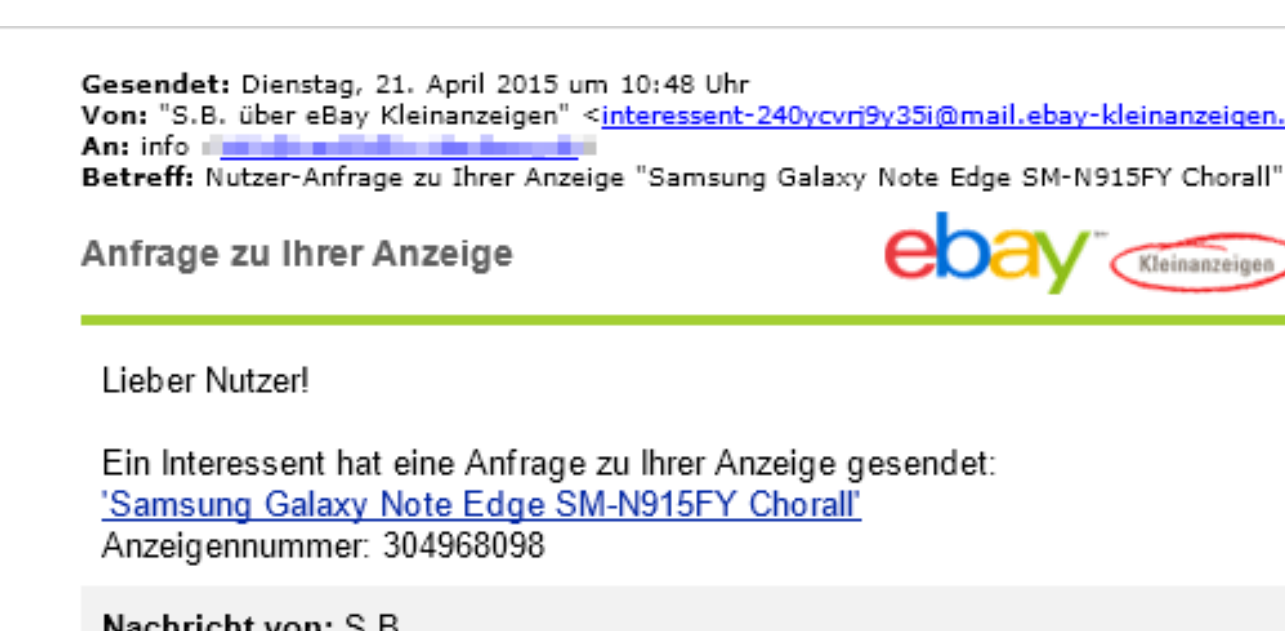 Gesendet: Dienstag, 21. April 2015 um 10:48 Uhr
Von: "S.B. über eBay Kleinanzeigen" <interessent-240ycvrj9y35i@mail.ebay-kleinanzeigen.
An: info
Betreff: Nutzer-Anfrage zu Ihrer Anzeige "Samsung Galaxy Note Edge SM-N915FY Chorall"
Anfrage zu Ihrer Anzeige
ebay™ Kleinanzeigen
Lieber Nutzer!
Ein Interessent hat eine Anfrage zu Ihrer Anzeige gesendet:
'Samsung Galaxy Note Edge SM-N915FY Chorall'
Anzeigennummer: 304968098
Nachricht von: S.B.